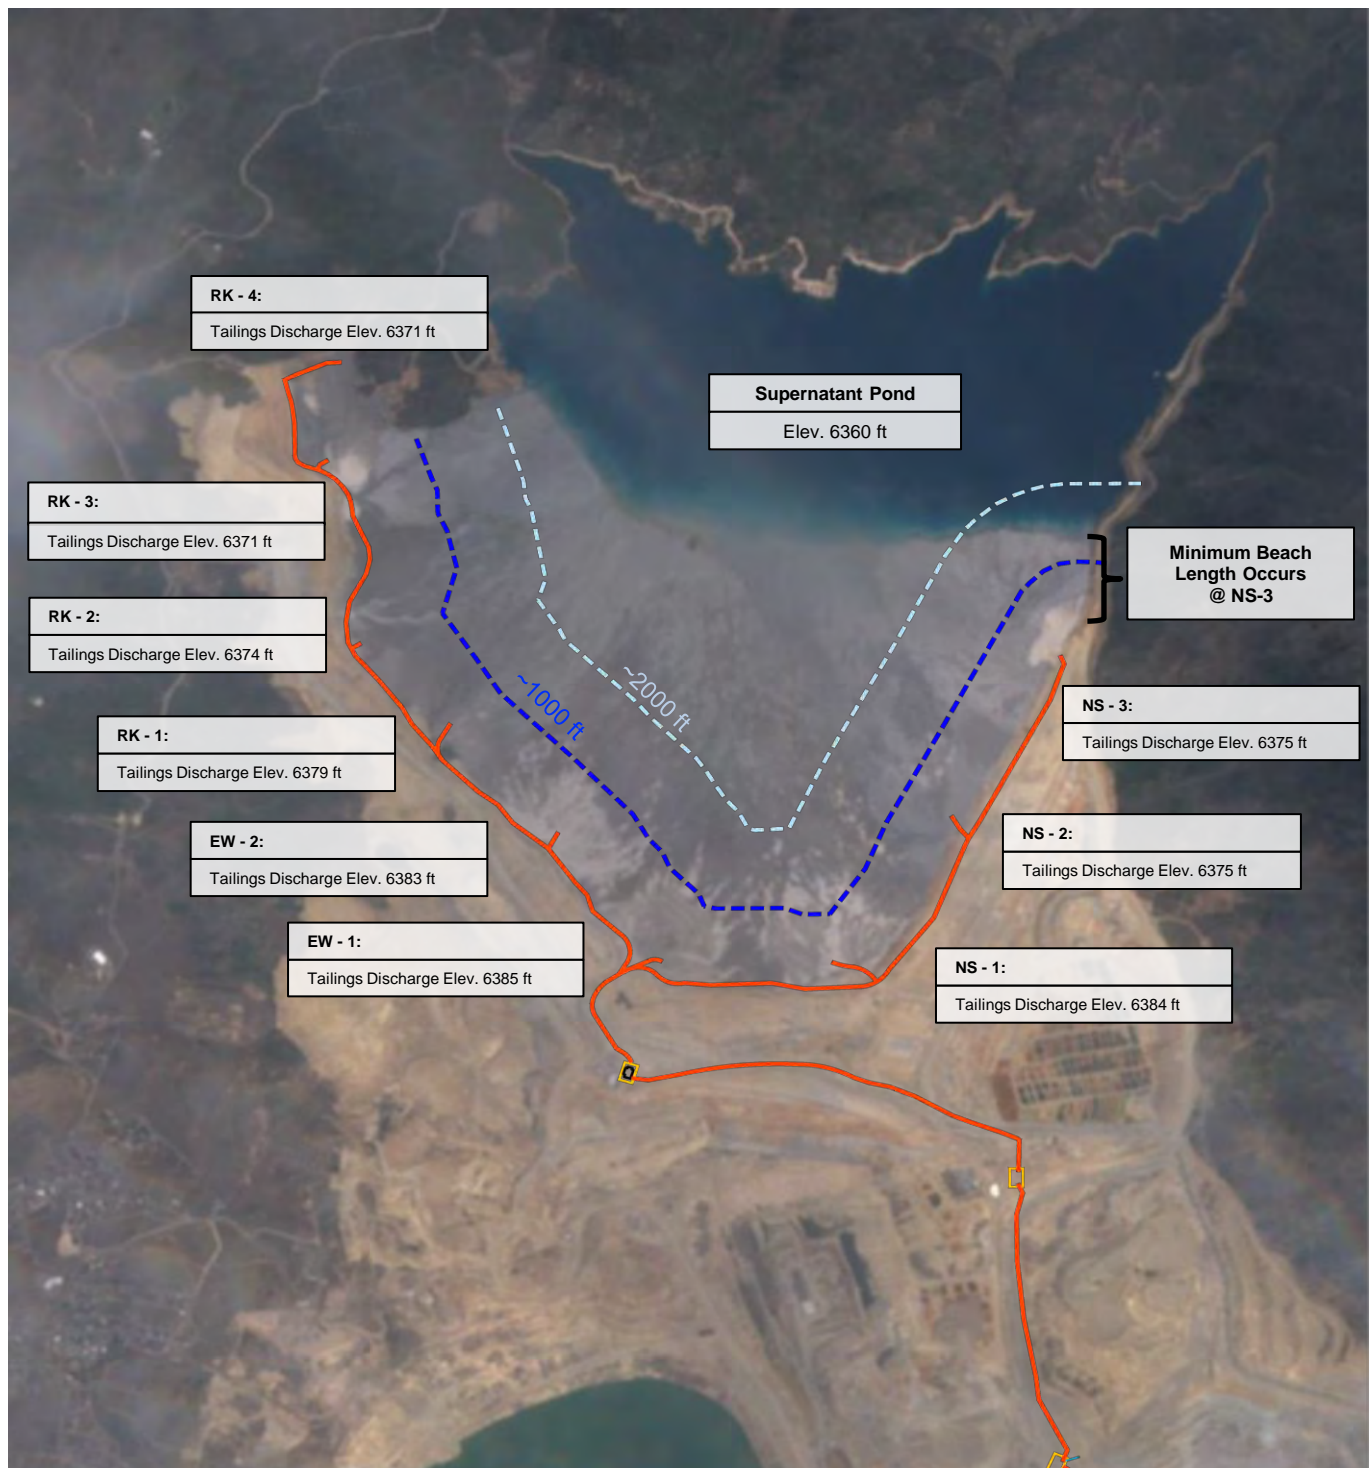 RK - 4:
Tailings Discharge Elev. 6371 ft
Supernatant Pond
Elev. 6360 ft
RK - 3:
Tailings Discharge Elev. 6371 ft
Minimum Beach
Length Occurs
@ NS-3
RK - 2:
Tailings Discharge Elev. 6374 ft
~1000 ft
~2000 ft
NS - 3:
Tailings Discharge Elev. 6375 ft
RK - 1:
Tailings Discharge Elev. 6379 ft
EW - 2:
Tailings Discharge Elev. 6383 ft
NS - 2:
Tailings Discharge Elev. 6375 ft
EW - 1:
Tailings Discharge Elev. 6385 ft
NS - 1:
Tailings Discharge Elev. 6384 ft